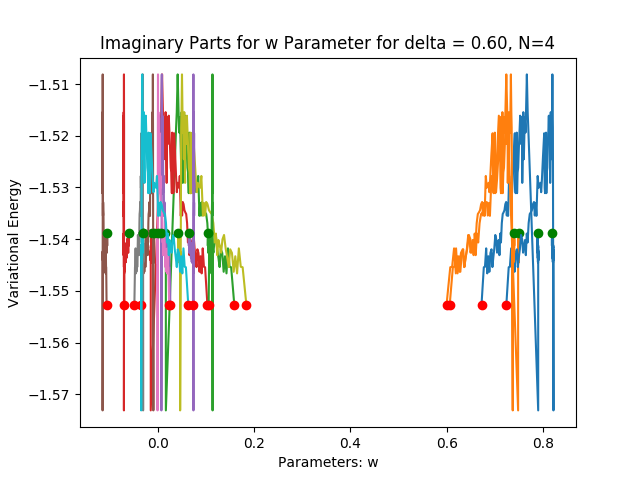 Imaginary Parts for w Parameter for delta = 0.60, N=4
−1.51
−1.52
−1.53
−1.54
−1.55
−1.56
−1.57
Variational Energy
0.0 0.2 0.4 0.6 0.8
Parameters: w